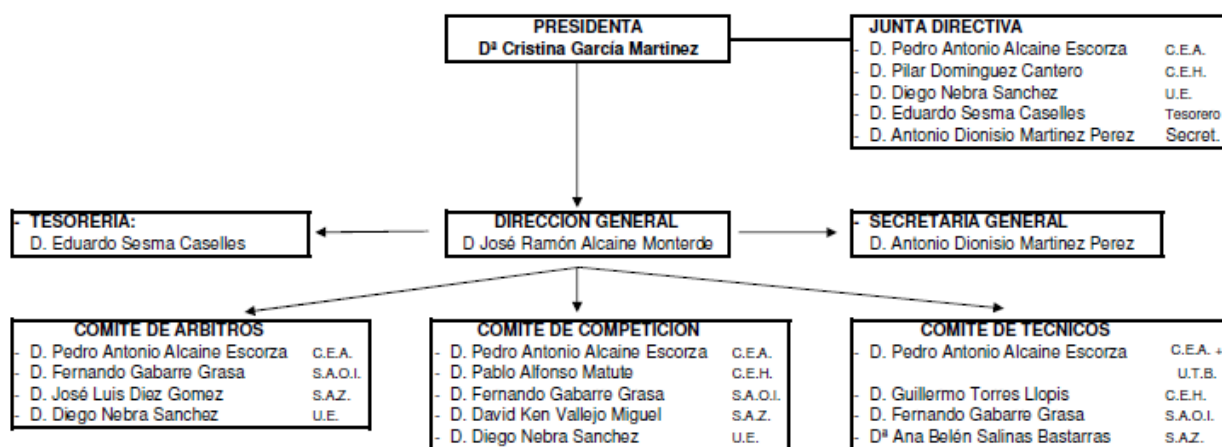 PRESIDENTA
Dª Cristina García Martinez
JUNTA DIRECTIVA
- D. Pedro Antonio Alcaine Escorza C.E.A.
- D. Pilar Dominguez Cantero C.E.H.
- D. Diego Nebra Sanchez U.E.
- D. Eduardo Sesma Caselles Tesorero
- D. Antonio Dionisio Martinez Perez Secret.
- TESORERIA:
D. Eduardo Sesma Caselles
DIRECCION GENERAL
D José Ramón Alcaine Monterde
- SECRETARIA GENERAL
D. Antonio Dionisio Martinez Perez
COMITE DE ARBITROS
- D. Pedro Antonio Alcaine Escorza C.E.A.
- D. Fernando Gabarre Grasa S.A.O.I.
- D. José Luis Diez Gomez S.A.Z.
- D. Diego Nebra Sanchez U.E.
COMITE DE COMPETICION
- D. Pedro Antonio Alcaine Escorza C.E.A.
- D. Pablo Alfonso Matute C.E.H.
- D. Fernando Gabarre Grasa S.A.O.I.
- D. David Ken Vallejo Miguel S.A.Z.
- D. Diego Nebra Sanchez U.E.
COMITE DE TECNICOS
- D. Pedro Antonio Alcaine Escorza C.E.A. +
U.T.B.
- D. Guillermo Torres Llopis C.E.H.
- D. Fernando Gabarre Grasa S.A.O.I.
- Dª Ana Belén Salinas Bastarras S.A.Z.